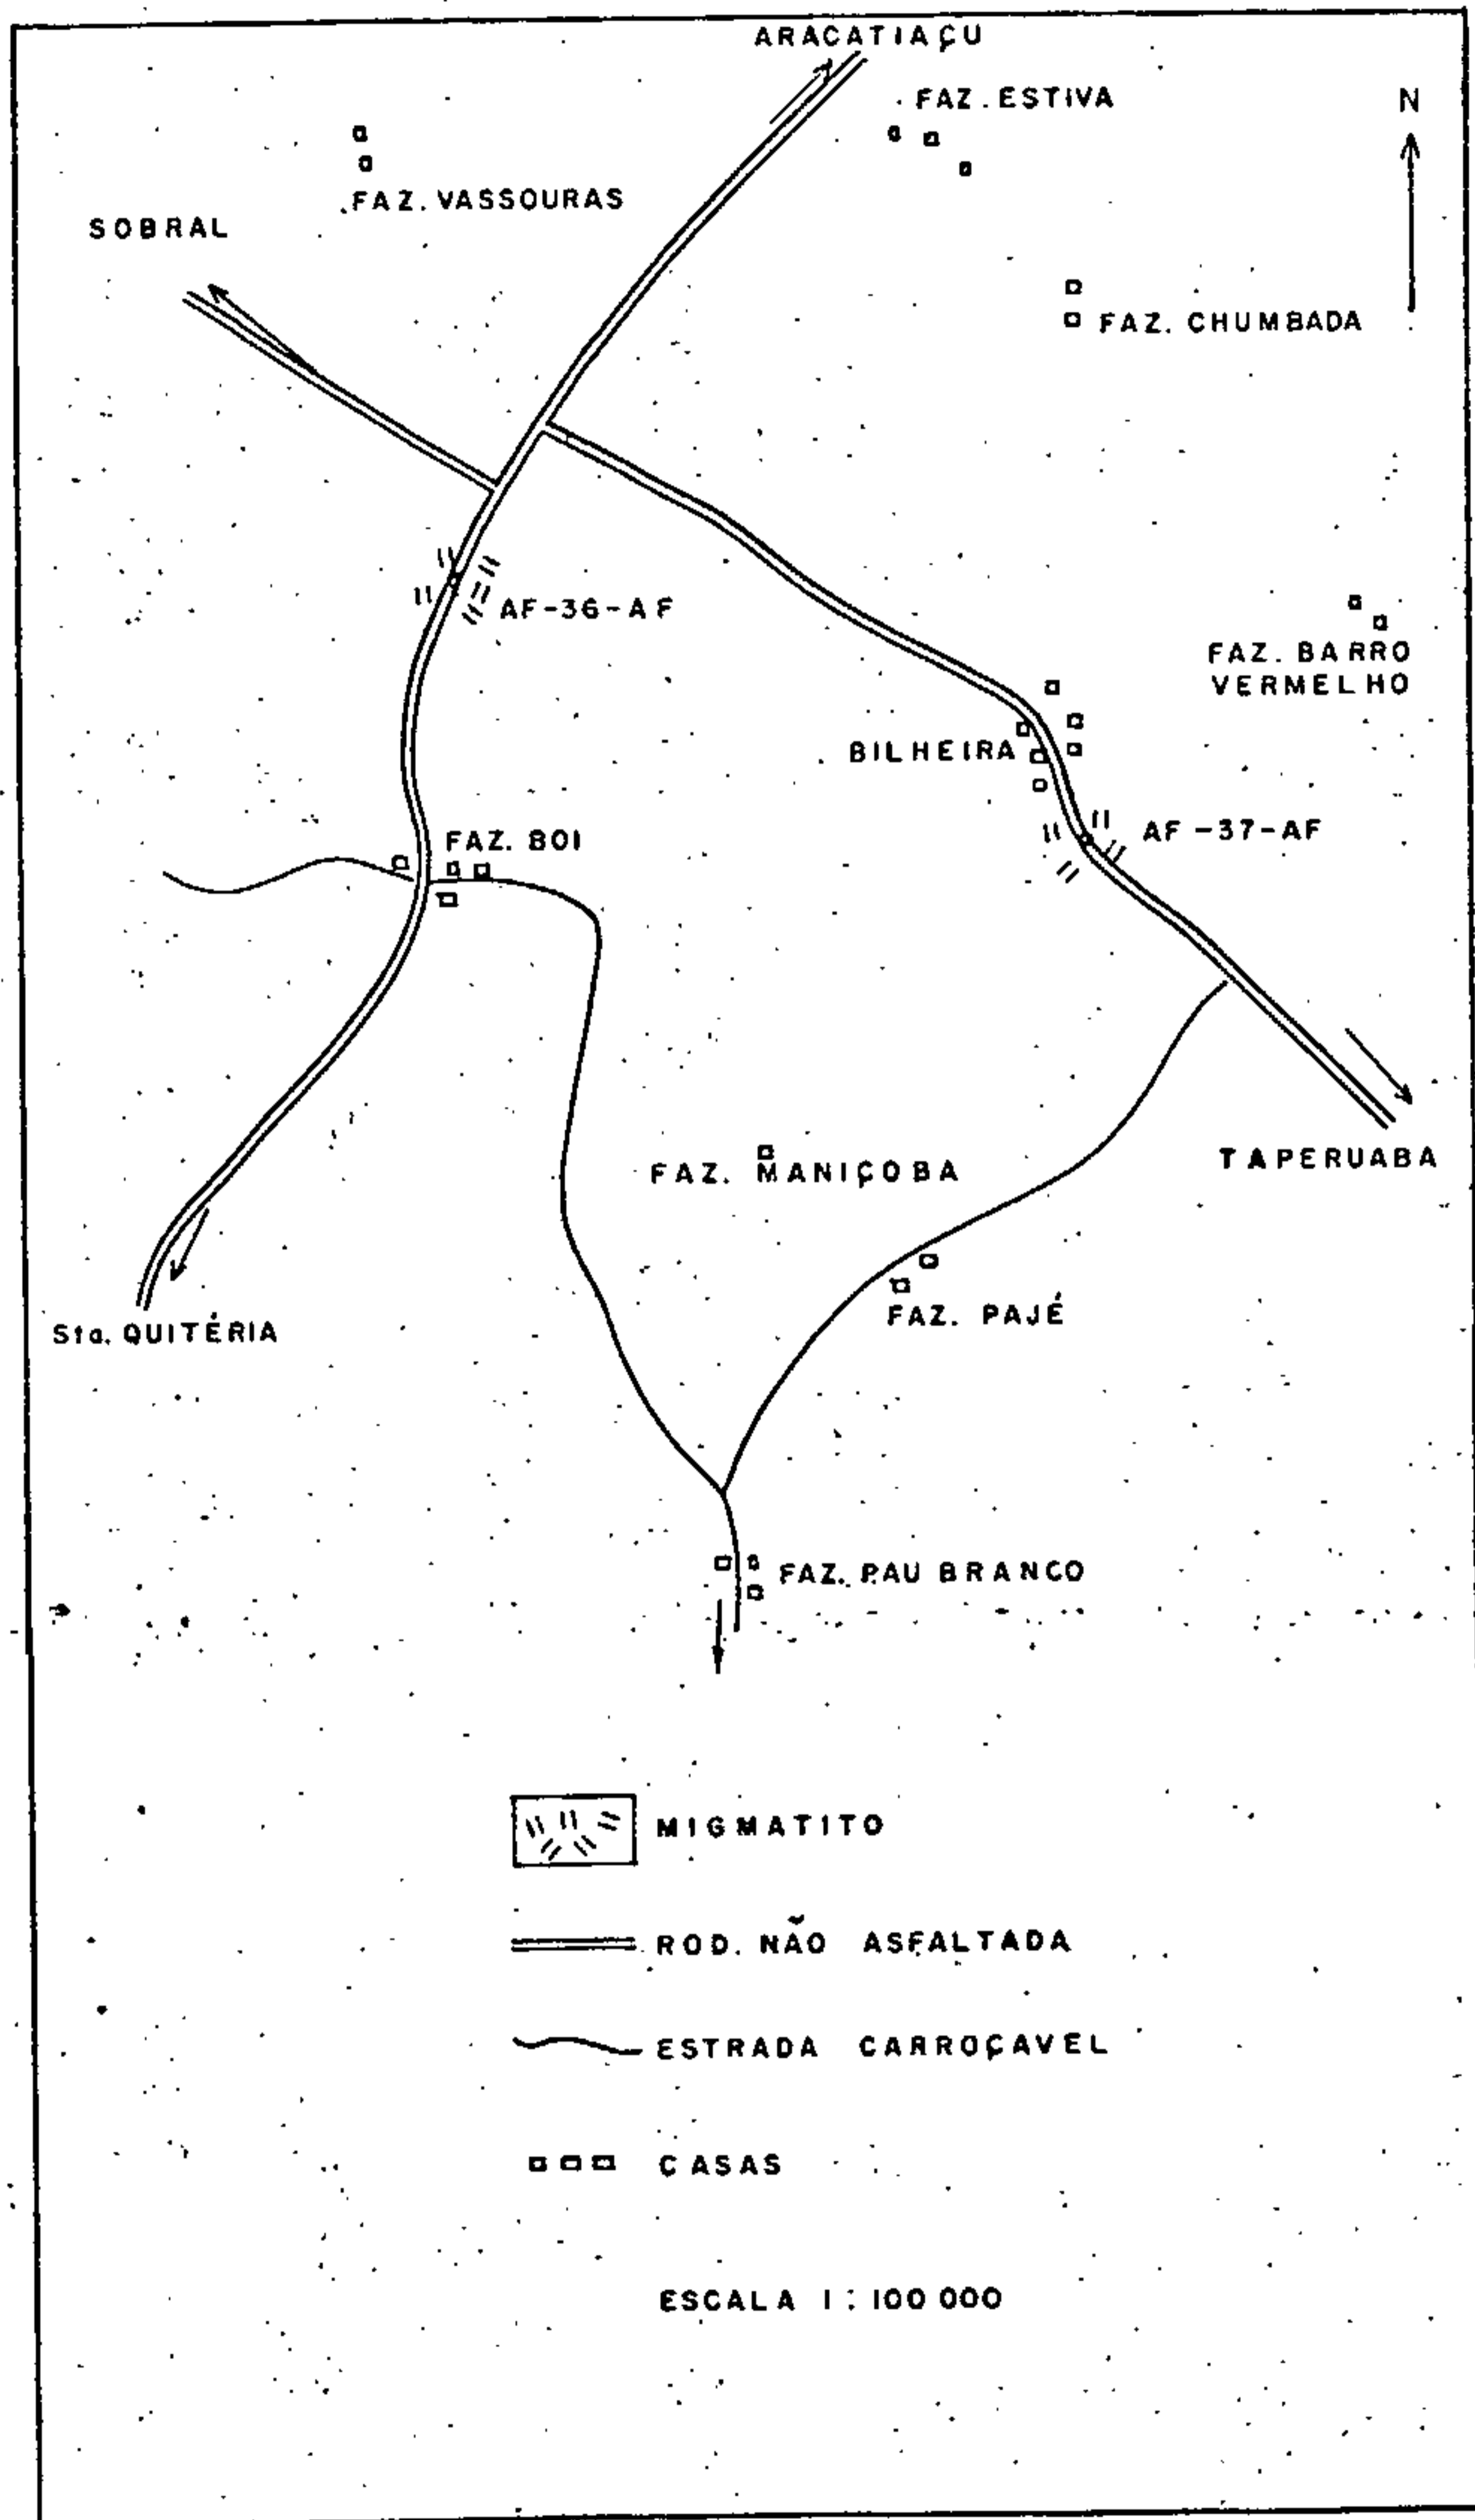 ARACATIAÇU
FAZ. ESTIVA
N
FAZ. VASSOURAS
SOBRAL
FAZ. CHUMBADA
AF-36-AF
FAZ. BARRO
VERMELHO
BILHEIRA
AF-37-AF
FAZ. BOI
TAPERUABA
FAZ. MANIÇOBA
FAZ. PAJÉ
Sta. QUITÉRIA
FAZ. PAU BRANCO
MIGMATITO
ROD. NÃO ASFALTADA
ESTRADA CARROÇAVEL
CASAS
ESCALA 1:100 000